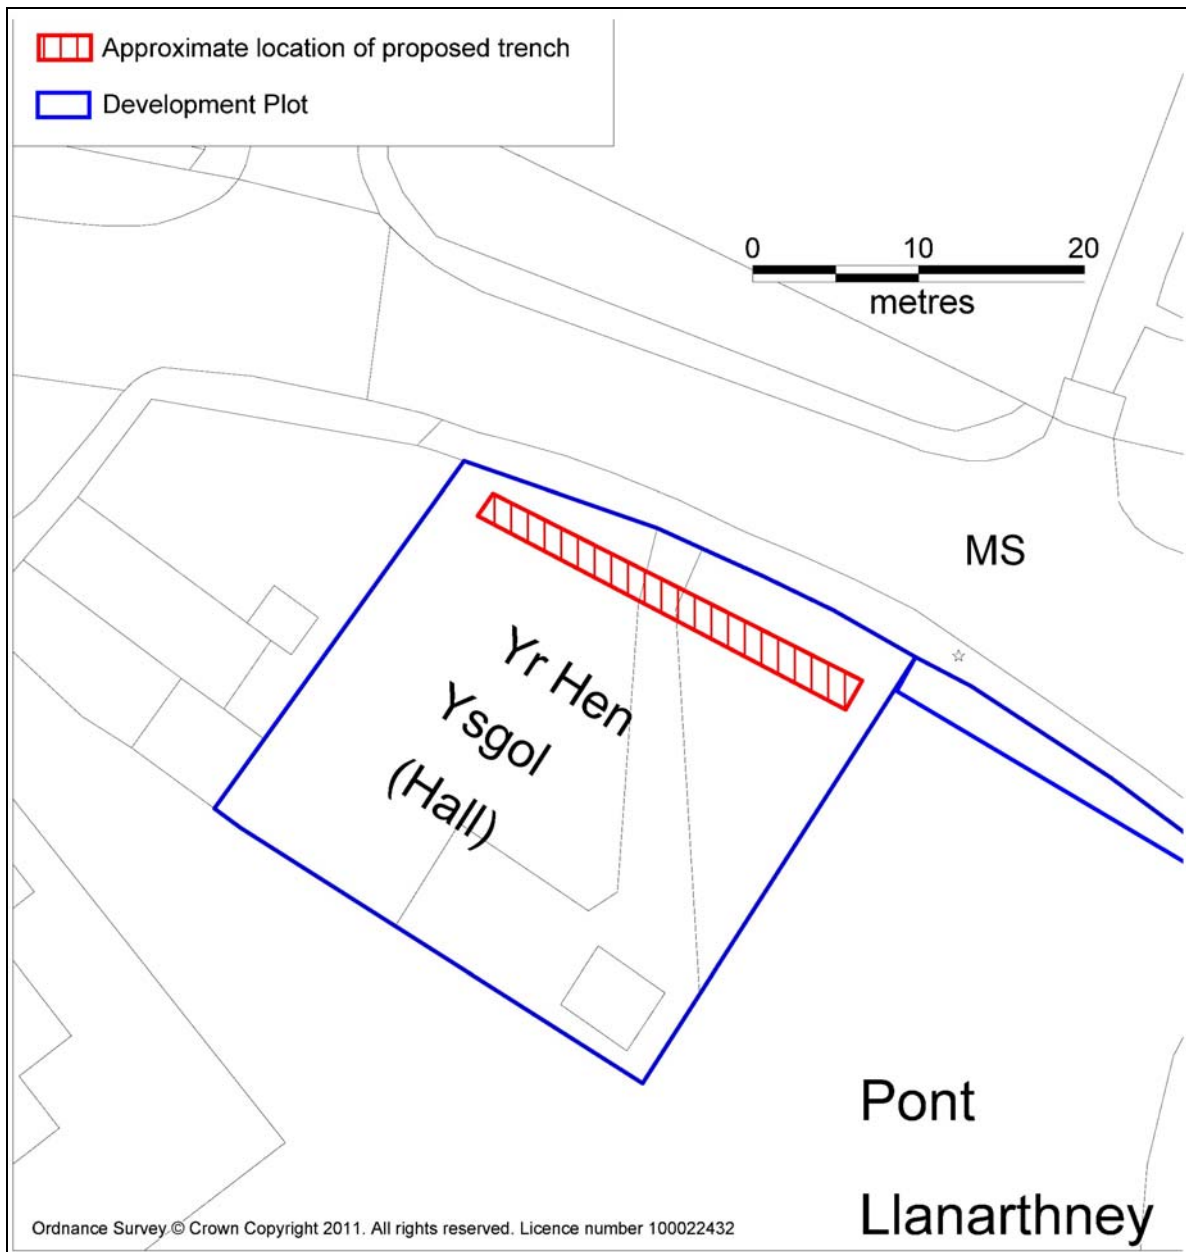 Approximate location of proposed trench
Development Plot
0 10 20
metres
MS
Yr Hen
Ysgol
(Hall)
Pont
Llanarthney
Ordnance Survey © Crown Copyright 2011. All rights reserved. Licence number 100022432